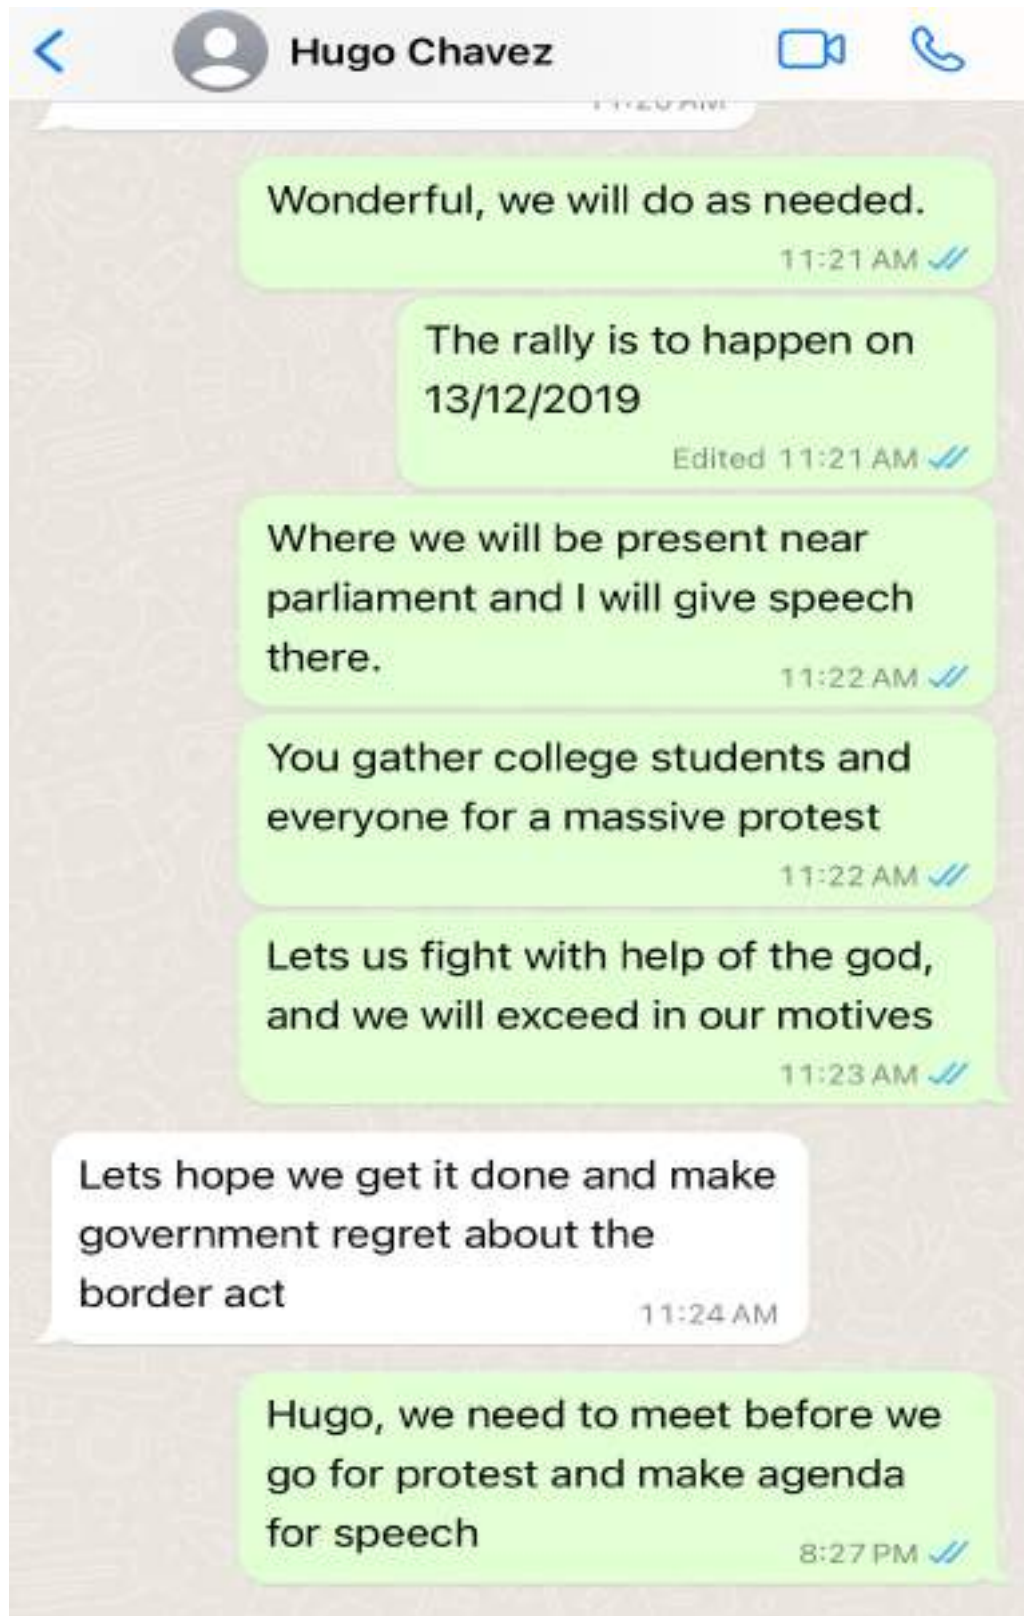 Hugo Chavez
11:20 AM
Wonderful, we will do as needed.
11:21 AM
The rally is to happen on
13/12/2019
Edited 11:21 AM
Where we will be present near
parliament and I will give speech
there.
11:22 AM
You gather college students and
everyone for a massive protest
11:22 AM
Lets us fight with help of the god,
and we will exceed in our motives
11:23 AM
Lets hope we get it done and make
government regret about the
border act
11:24 AM
Hugo, we need to meet before we
go for protest and make agenda
for speech
8:27 PM